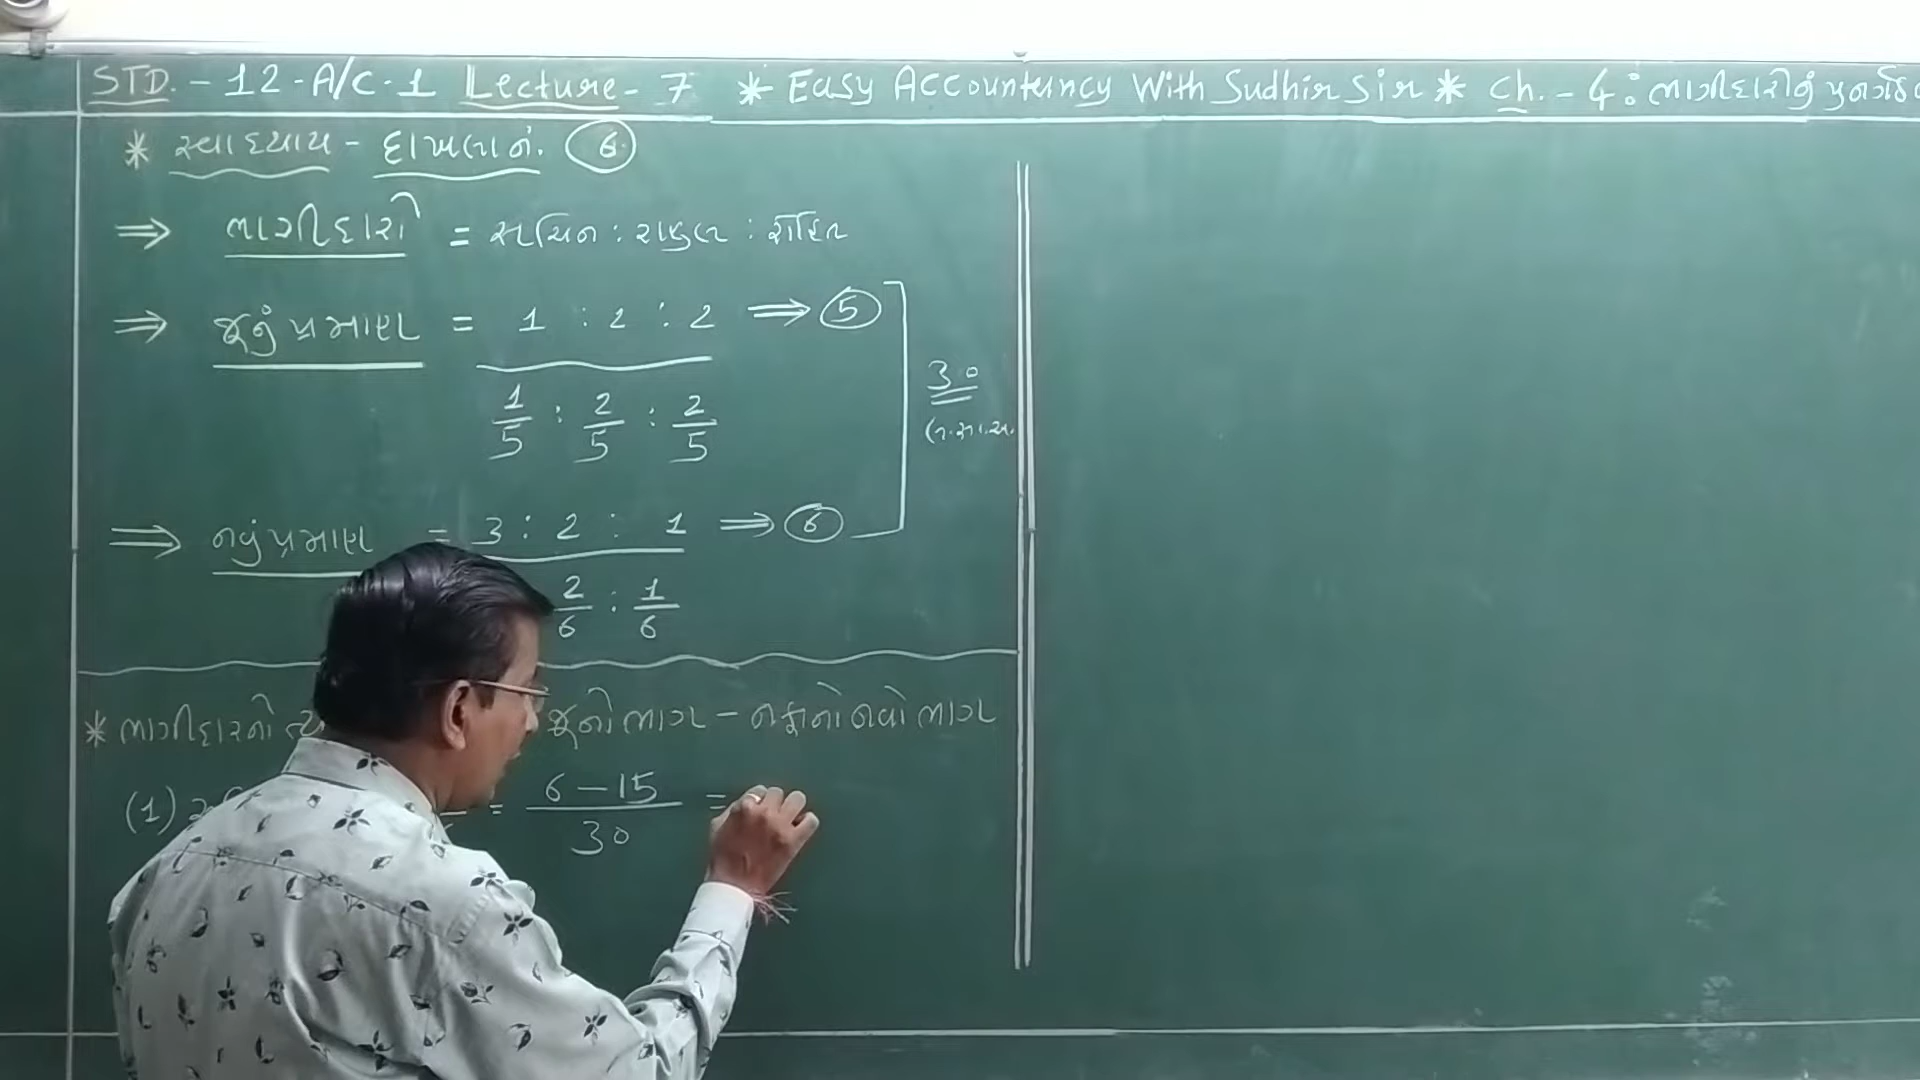 STD. - 12 - A/C - 1 Lecture - 7 * Easy Accountancy With Sudhir Sir * Ch. - 4 : ભાગીદારીનું પુનર્ગઠન
* સ્વાધ્યાય - દાખલા નં. 6
⇒ ભાગીદારો = સચિન : રાહુલ : રોહિત
⇒ જૂનું પ્રમાણ = 1 : 2 : 2 ⇒ 5
1/5 : 2/5 : 2/5
30
(ત.સા.અ.
⇒ નવું પ્રમાણ = 3 : 2 : 1 ⇒ 6
2/6 : 1/6
* ભાગીદારનો જૂનો ભાગ - નફાનો નવો ભાગ
(1) = 6 - 15 / 30 =